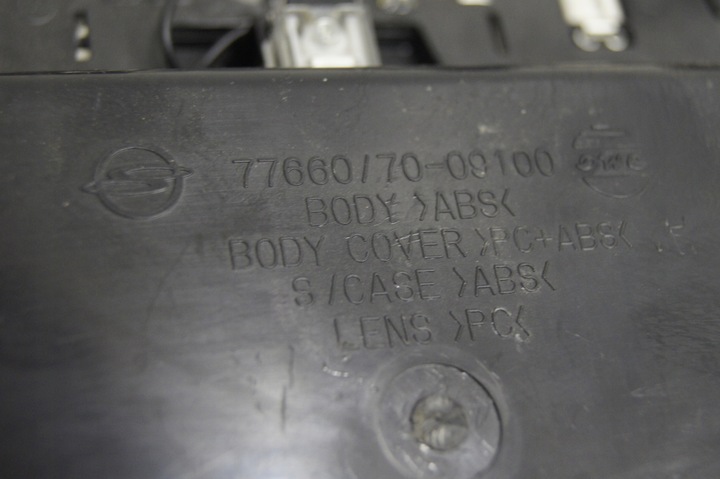 77660/70-09100
BODY >ABS<
BODY COVER >PC+ABS<
S/CASE >ABS<
LENS >PC<